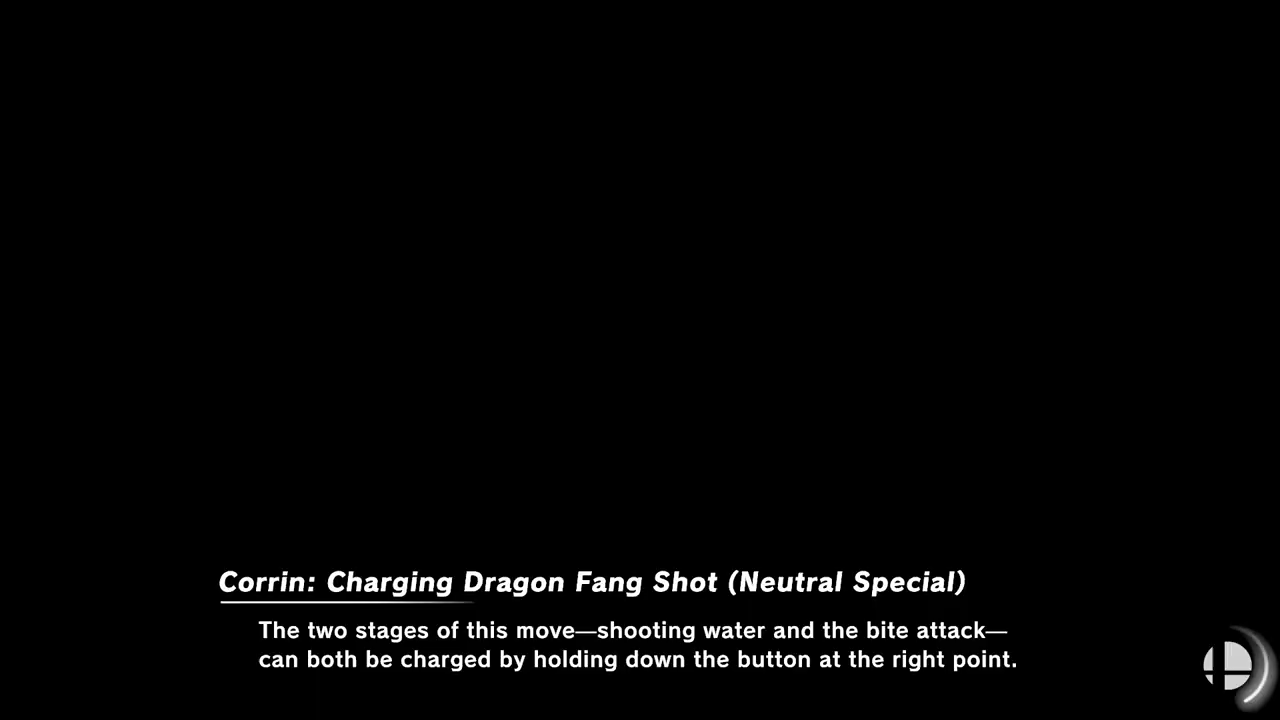 Corrin: Charging Dragon Fang Shot (Neutral Special)
The two stages of this move—shooting water and the bite attack—
can both be charged by holding down the button at the right point.